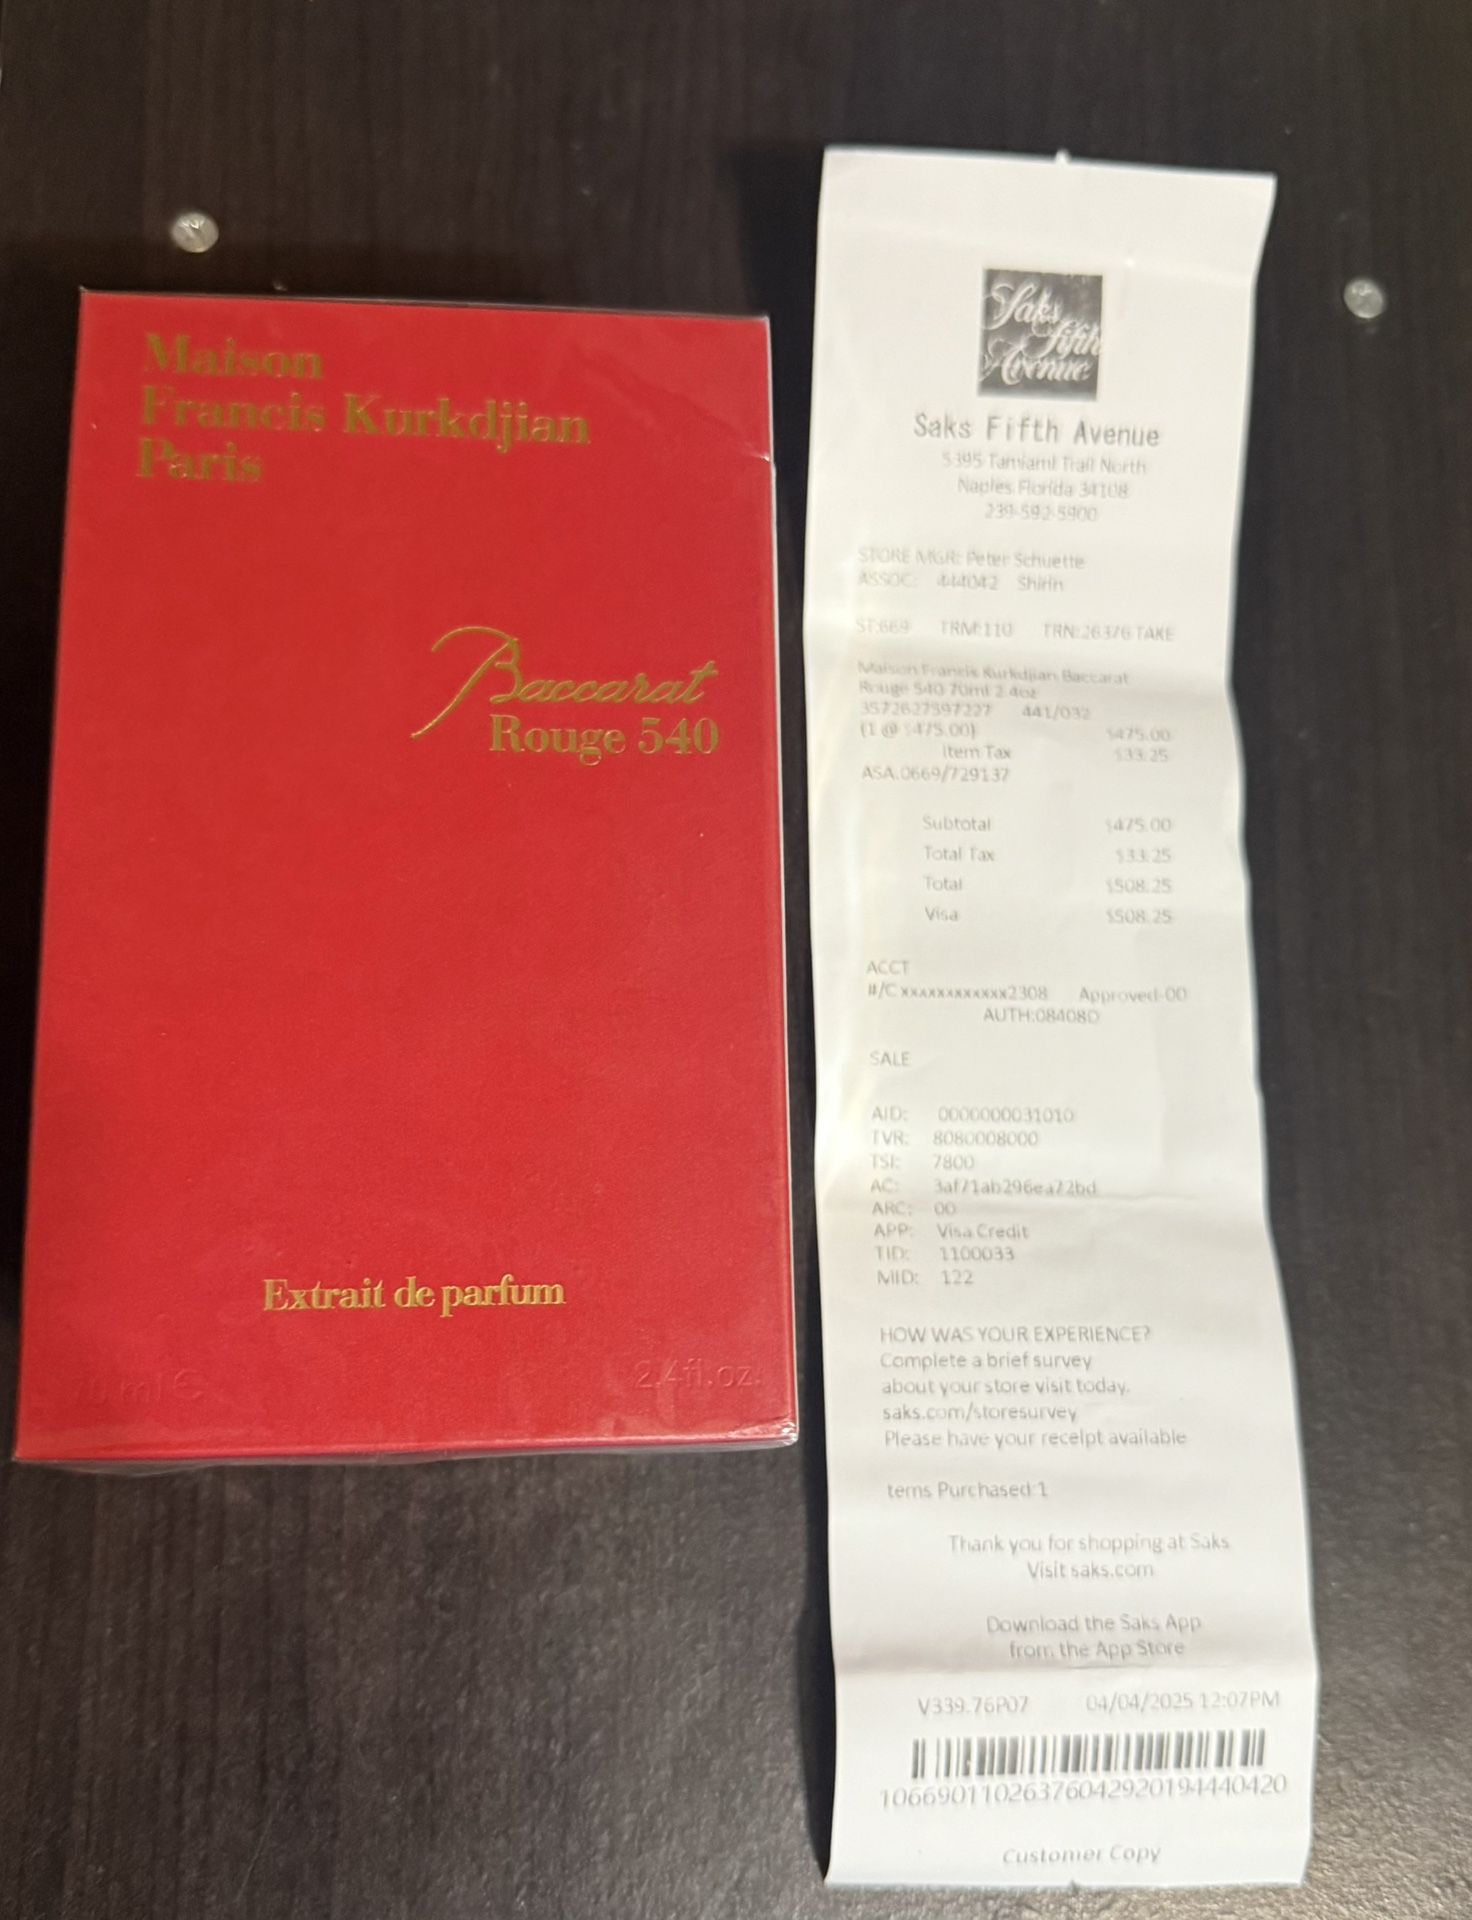 Maison
Francis Kurkdjian
Paris
Baccarat
Rouge 540
Extrait de parfum
70 ml e
2.4fl.oz.
Saks
Fifth
Avenue
Saks Fifth Avenue
5395 Tamiami Trail North
Naples Florida 34108
239-592-5900
STORE MGR: Peter Schuette
ASSOC: 444042 Shirin
ST:669 TRM:110 TRN:26376 TAKE
Maison Francis Kurkdjian Baccarat
Rouge 540 70ml 2.4oz
3572627597227 441/032
(1 @ $475.00) $475.00
Item Tax $33.25
ASA.0669/729137
Subtotal $475.00
Total Tax $33.25
Total $508.25
Visa $508.25
ACCT
#/C xxxxxxxxxxxx2308 Approved-00
AUTH:08408D
SALE
AID: 0000000031010
TVR: 8080008000
TSI: 7800
AC: 3af71ab296ea72bd
ARC: 00
APP: Visa Credit
TID: 1100033
MID: 122
HOW WAS YOUR EXPERIENCE?
Complete a brief survey
about your store visit today.
saks.com/storesurvey
Please have your receipt available
tems Purchased:1
Thank you for shopping at Saks
Visit saks.com
Download the Saks App
from the App Store
V339.76P07 04/04/2025 12:07PM
10669011026376042920194440420
Customer Copy